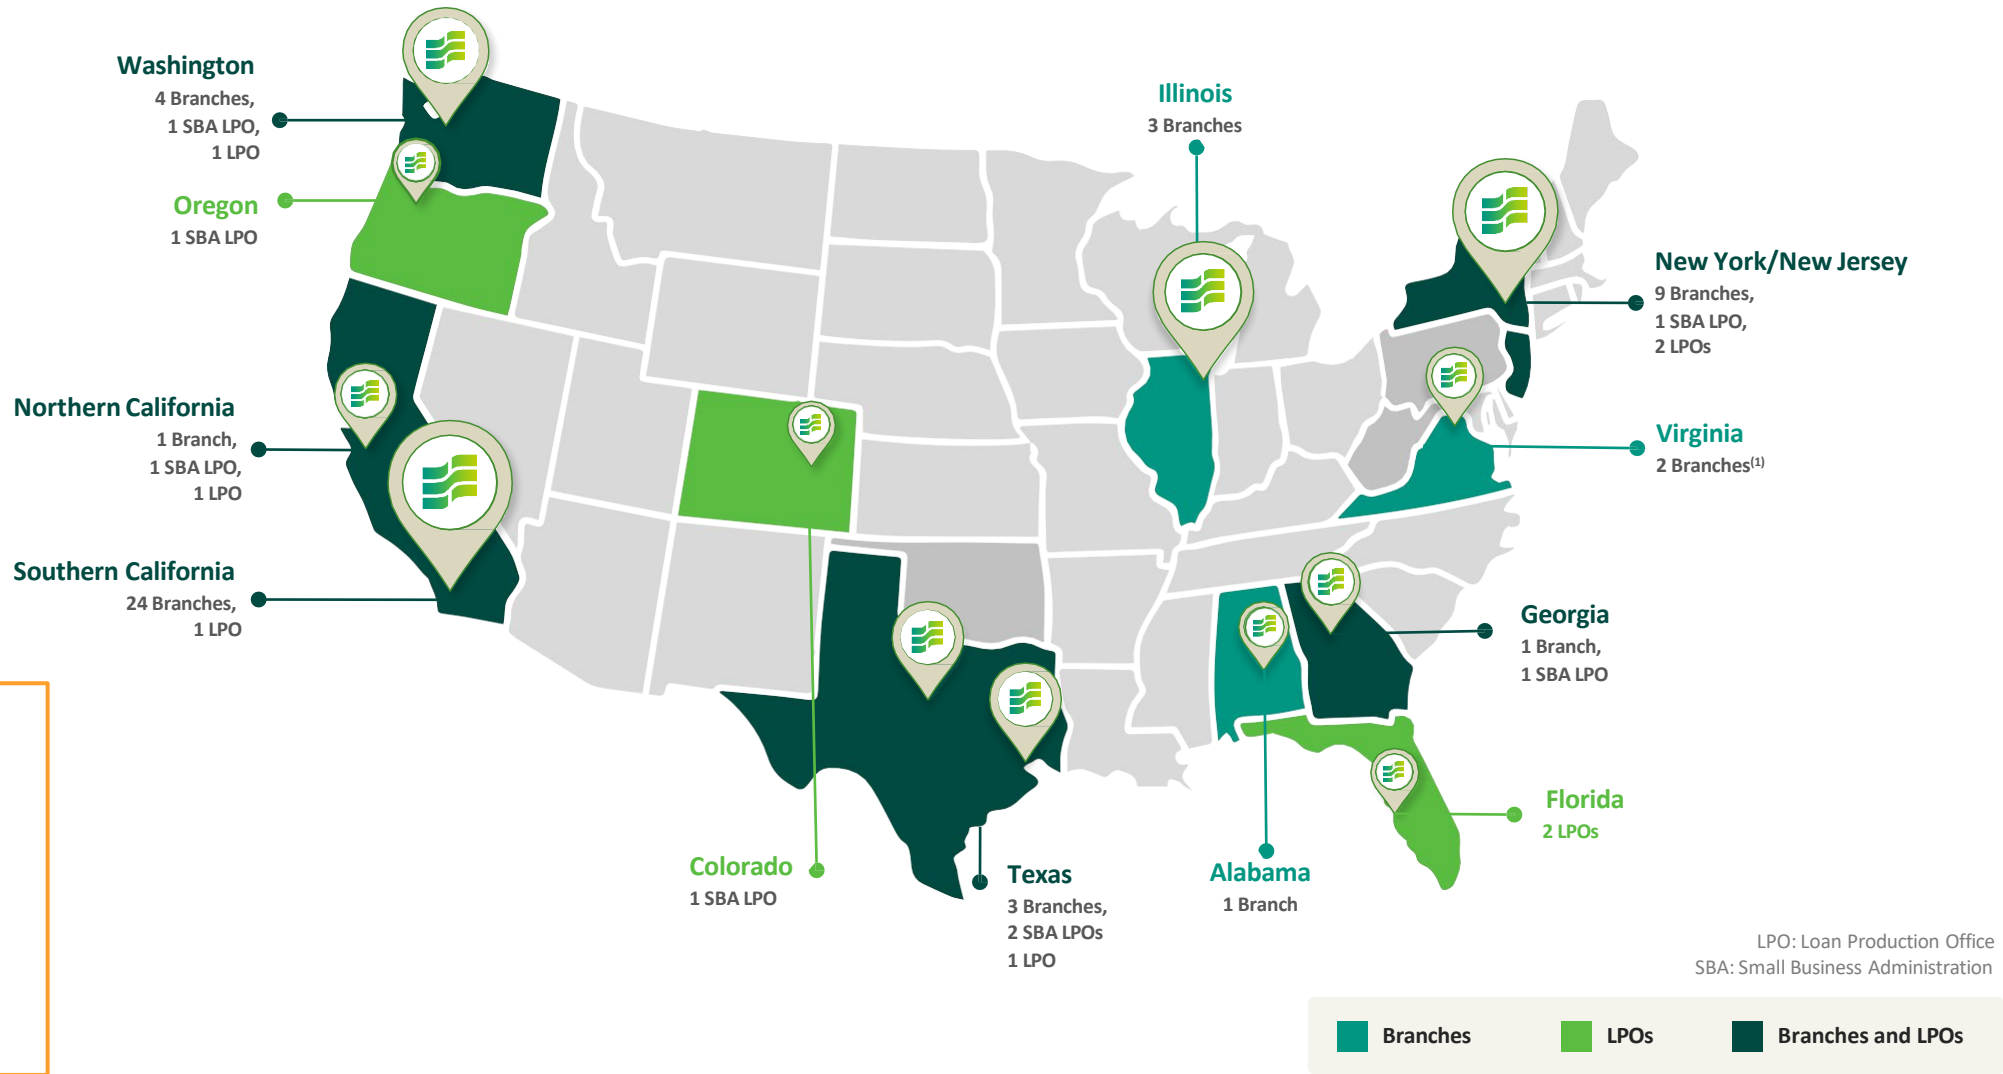 Washington
4 Branches,
1 SBA LPO,
1 LPO
Oregon
1 SBA LPO
Northern California
1 Branch,
1 SBA LPO,
1 LPO
Southern California
24 Branches,
1 LPO
Colorado
1 SBA LPO
Texas
3 Branches,
2 SBA LPOs
1 LPO
Illinois
3 Branches
New York/New Jersey
9 Branches,
1 SBA LPO,
2 LPOs
Virginia
2 Branches(1)
Georgia
1 Branch,
1 SBA LPO
Florida
2 LPOs
Alabama
1 Branch
LPO: Loan Production Office
SBA: Small Business Administration
Branches
LPOs
Branches and LPOs